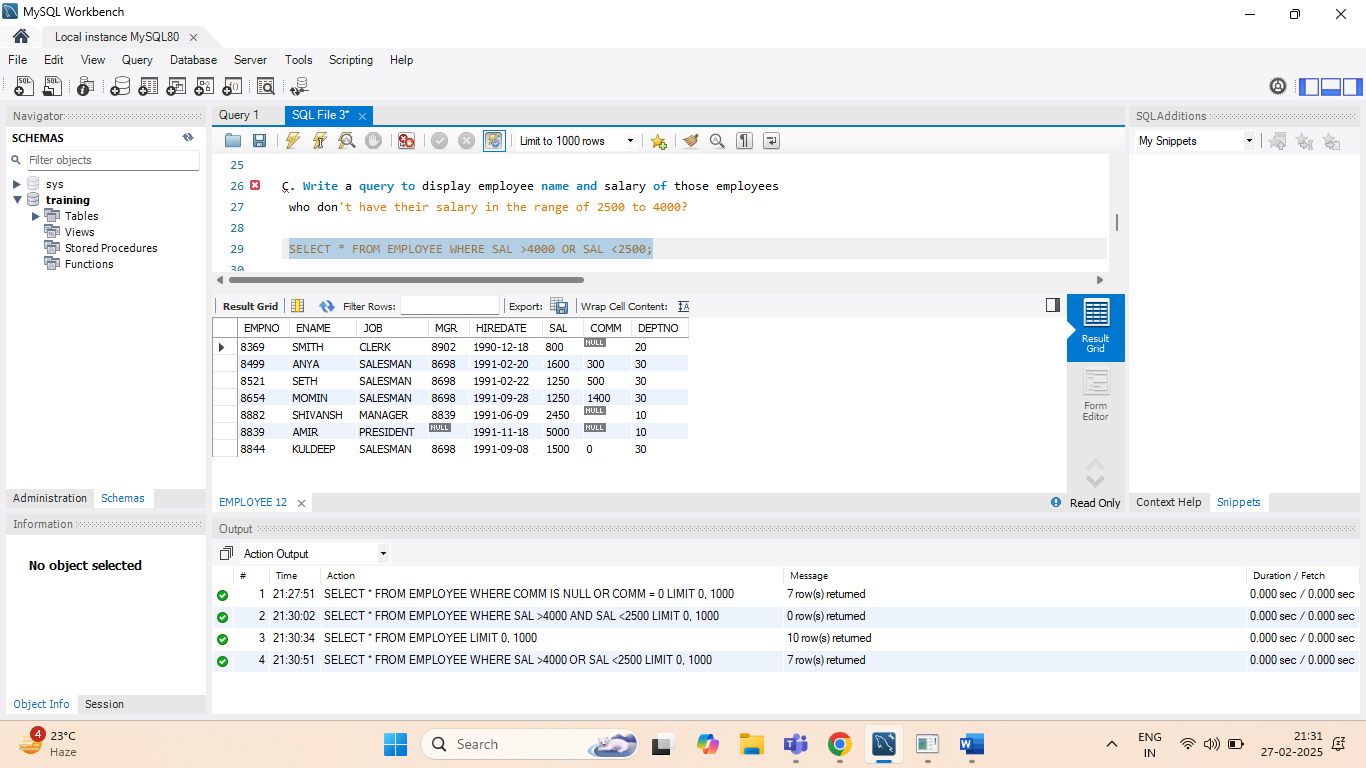 MySQL Workbench
Local instance MySQL80
File Edit View Query Database Server Tools Scripting Help
Navigator
SCHEMAS
Filter objects
sys
training
Tables
Views
Stored Procedures
Functions
Administration Schemas
Information
No object selected
Object Info Session
Query 1 SQL File 3*
Limit to 1000 rows
25
26 C. Write a query to display employee name and salary of those employees
27 who don't have their salary in the range of 2500 to 4000?
28
29 SELECT * FROM EMPLOYEE WHERE SAL >4000 OR SAL <2500;
30
Result Grid Filter Rows: Export: Wrap Cell Content:
EMPNO ENAME JOB MGR HIREDATE SAL COMM DEPTNO
8369 SMITH CLERK 8902 1990-12-18 800 NULL 20
8499 ANYA SALESMAN 8698 1991-02-20 1600 300 30
8521 SETH SALESMAN 8698 1991-02-22 1250 500 30
8654 MOMIN SALESMAN 8698 1991-09-28 1250 1400 30
8882 SHIVANSH MANAGER 8839 1991-06-09 2450 NULL 10
8839 AMIR PRESIDENT NULL 1991-11-18 5000 NULL 10
8844 KULDEEP SALESMAN 8698 1991-09-08 1500 0 30
Result
Grid
Form
Editor
EMPLOYEE 12
Read Only
SQLAdditions
My Snippets
Context Help Snippets
Output
Action Output
# Time Action Message Duration / Fetch
1 21:27:51 SELECT * FROM EMPLOYEE WHERE COMM IS NULL OR COMM = 0 LIMIT 0, 1000 7 row(s) returned 0.000 sec / 0.000 sec
2 21:30:02 SELECT * FROM EMPLOYEE WHERE SAL >4000 AND SAL <2500 LIMIT 0, 1000 0 row(s) returned 0.000 sec / 0.000 sec
3 21:30:34 SELECT * FROM EMPLOYEE LIMIT 0, 1000 10 row(s) returned 0.000 sec / 0.000 sec
4 21:30:51 SELECT * FROM EMPLOYEE WHERE SAL >4000 OR SAL <2500 LIMIT 0, 1000 7 row(s) returned 0.000 sec / 0.000 sec
4
23°C
Haze
Search
ENG
IN
21:31
27-02-2025